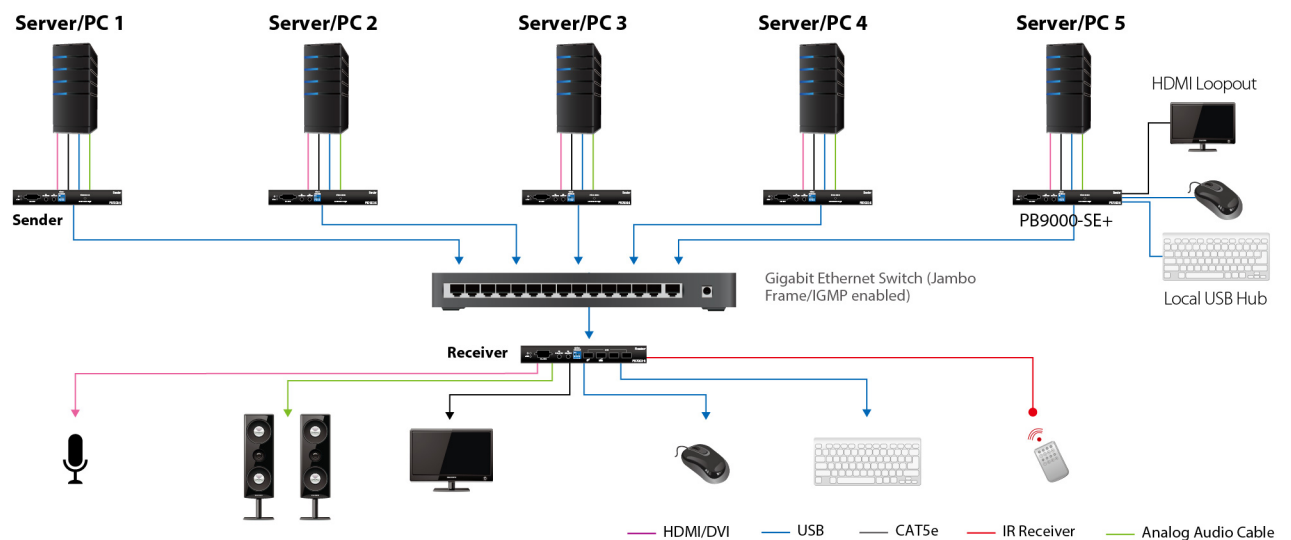 Server/PC 1
Server/PC 2
Server/PC 3
Server/PC 4
Server/PC 5
HDMI Loopout
Sender
PB9000-SE+
Local USB Hub
Gigabit Ethernet Switch (Jambo
Frame/IGMP enabled)
Receiver
HDMI/DVI
USB
CAT5e
IR Receiver
Analog Audio Cable